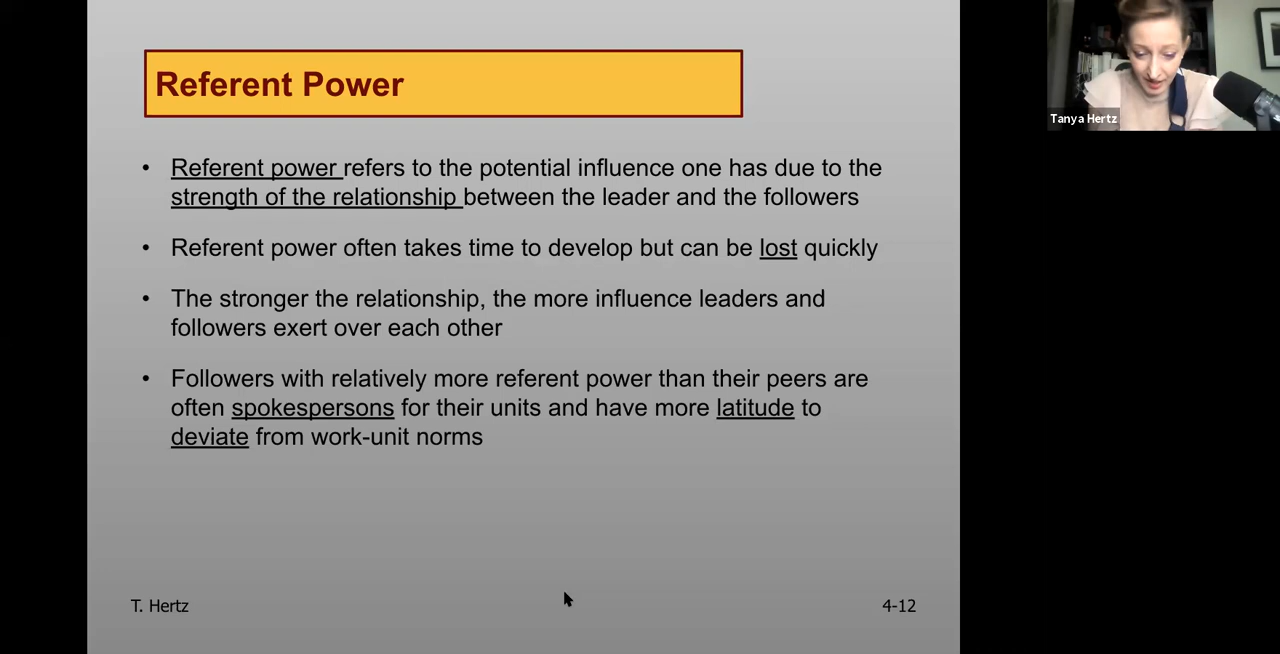 Referent Power
Tanya Hertz
• Referent power refers to the potential influence one has due to the
strength of the relationship between the leader and the followers
• Referent power often takes time to develop but can be lost quickly
• The stronger the relationship, the more influence leaders and
followers exert over each other
• Followers with relatively more referent power than their peers are
often spokespersons for their units and have more latitude to
deviate from work-unit norms
T. Hertz
4-12